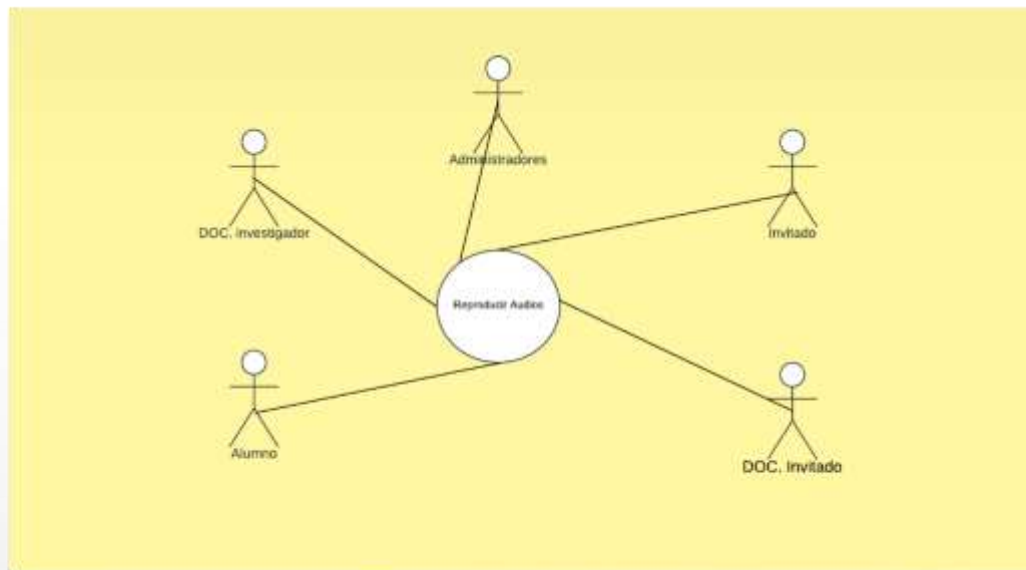 Administradores
DOC. Investigador
Invitado
Reproducir Audios
Alumno
DOC. Invitado